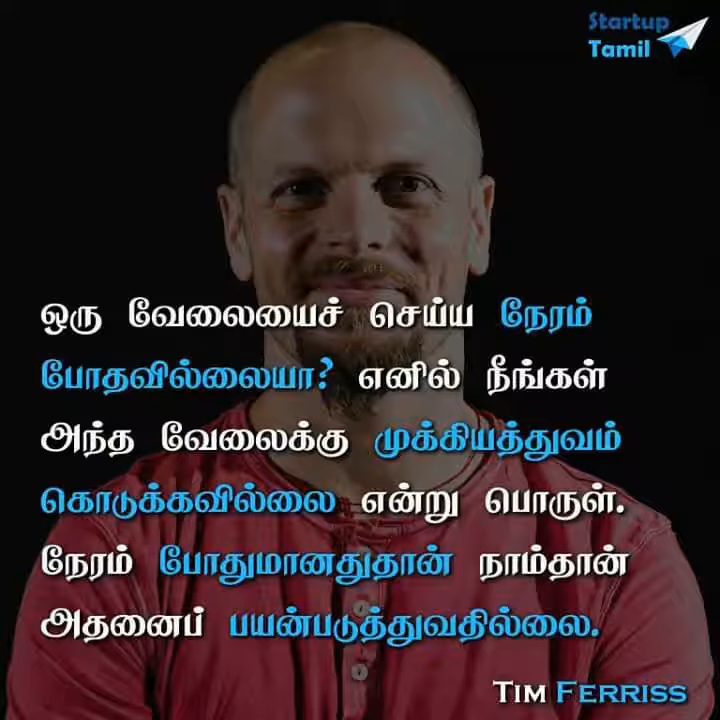 Startup
Tamil
ஒரு வேலையைச் செய்ய நேரம்
போதவில்லையா? எனில் நீங்கள்
அந்த வேலைக்கு முக்கியத்துவம்
கொடுக்கவில்லை என்று பொருள்.
நேரம் போதுமானதுதான் நாம்தான்
அதனைப் பயன்படுத்துவதில்லை.
TIM FERRISS